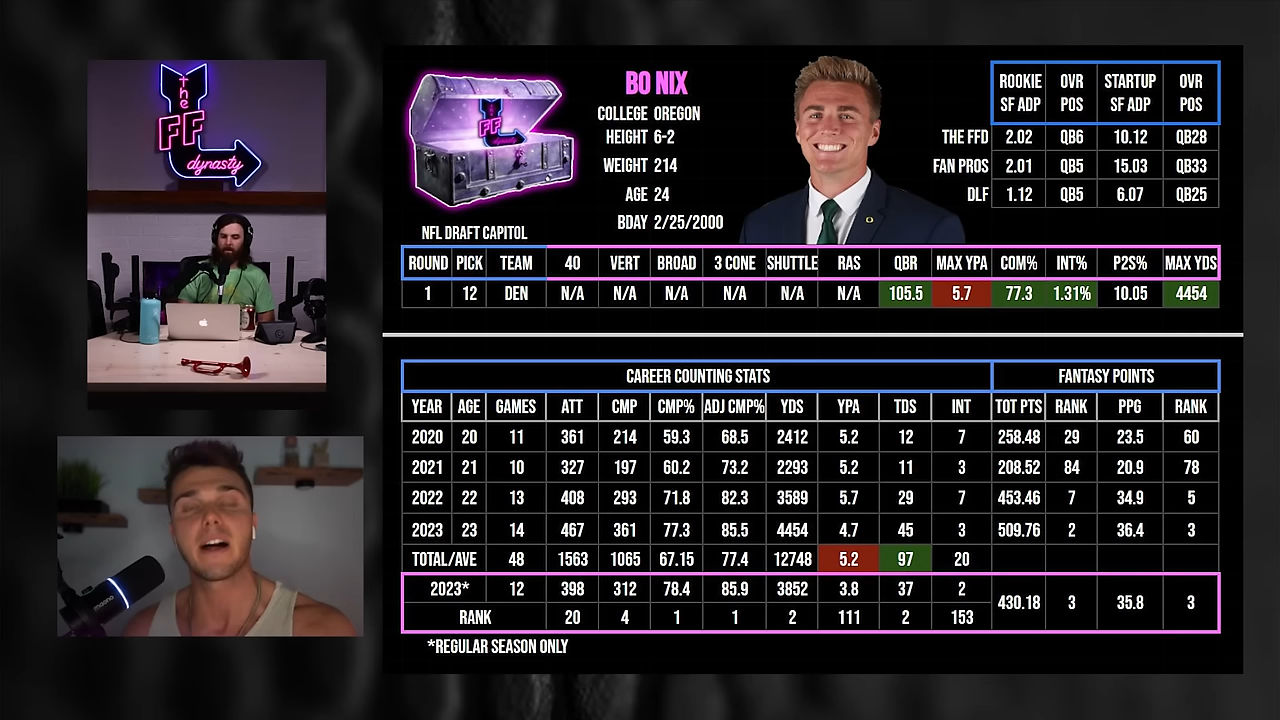 the
FF
dynasty
the
FF
dynasty
BO NIX
COLLEGE OREGON
HEIGHT 6-2
WEIGHT 214
AGE 24
BDAY 2/25/2000
ROOKIE SF ADP OVR POS STARTUP SF ADP OVR POS
THE FFD 2.02 QB6 10.12 QB28
FAN PROS 2.01 QB5 15.03 QB33
DLF 1.12 QB5 6.07 QB25
NFL DRAFT CAPITOL
ROUND PICK TEAM 40 VERT BROAD 3 CONE SHUTTLE RAS QBR MAX YPA COM% INT% P2S% MAX YDS
1 12 DEN N/A N/A N/A N/A N/A N/A 105.5 5.7 77.3 1.31% 10.05 4454
CAREER COUNTING STATS FANTASY POINTS
YEAR AGE GAMES ATT CMP CMP% ADJ CMP% YDS YPA TDS INT TOT PTS RANK PPG RANK
2020 20 11 361 214 59.3 68.5 2412 5.2 12 7 258.48 29 23.5 60
2021 21 10 327 197 60.2 73.2 2293 5.2 11 3 208.52 84 20.9 78
2022 22 13 408 293 71.8 82.3 3589 5.7 29 7 453.46 7 34.9 5
2023 23 14 467 361 77.3 85.5 4454 4.7 45 3 509.76 2 36.4 3
TOTAL/AVE 48 1563 1065 67.15 77.4 12748 5.2 97 20
2023* 12 398 312 78.4 85.9 3852 3.8 37 2 430.18 3 35.8 3
RANK 20 4 1 1 2 111 2 153
*REGULAR SEASON ONLY
maono